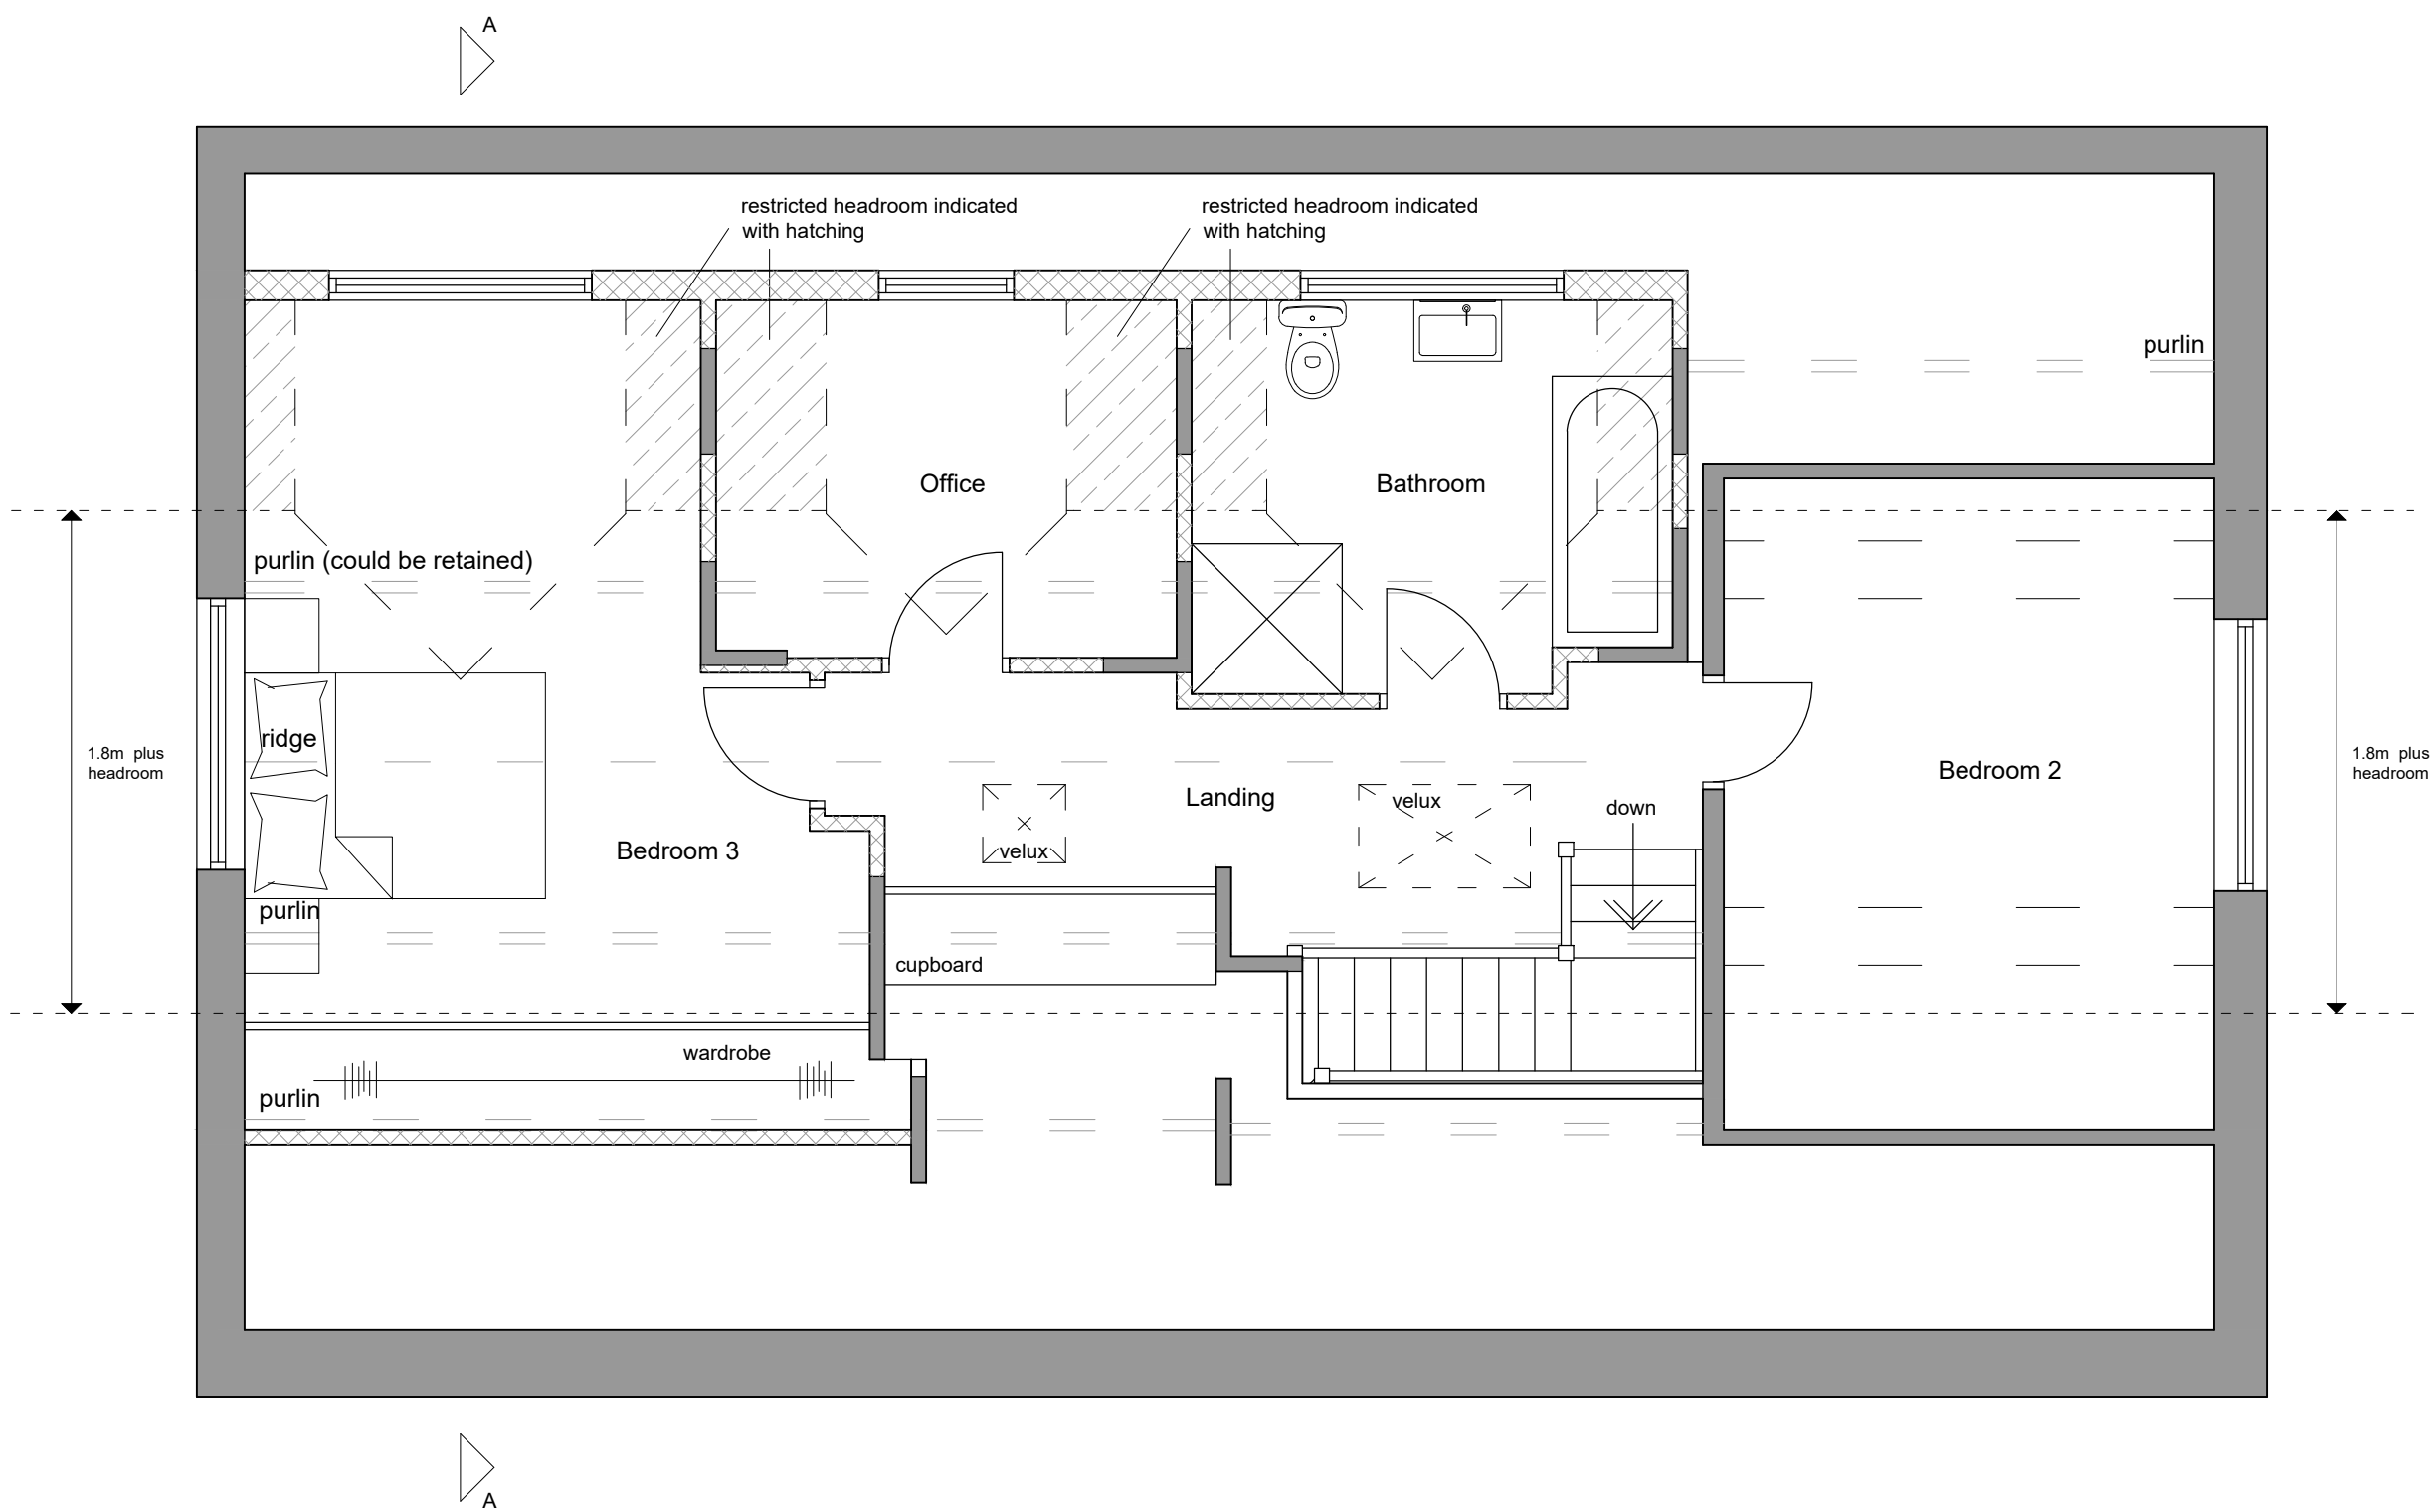 A
restricted headroom indicated
with hatching
restricted headroom indicated
with hatching
purlin
Office
Bathroom
purlin (could be retained)
ridge
1.8m plus
headroom
1.8m plus
headroom
Bedroom 2
Landing
velux
down
Bedroom 3
velux
purlin
cupboard
wardrobe
purlin
A